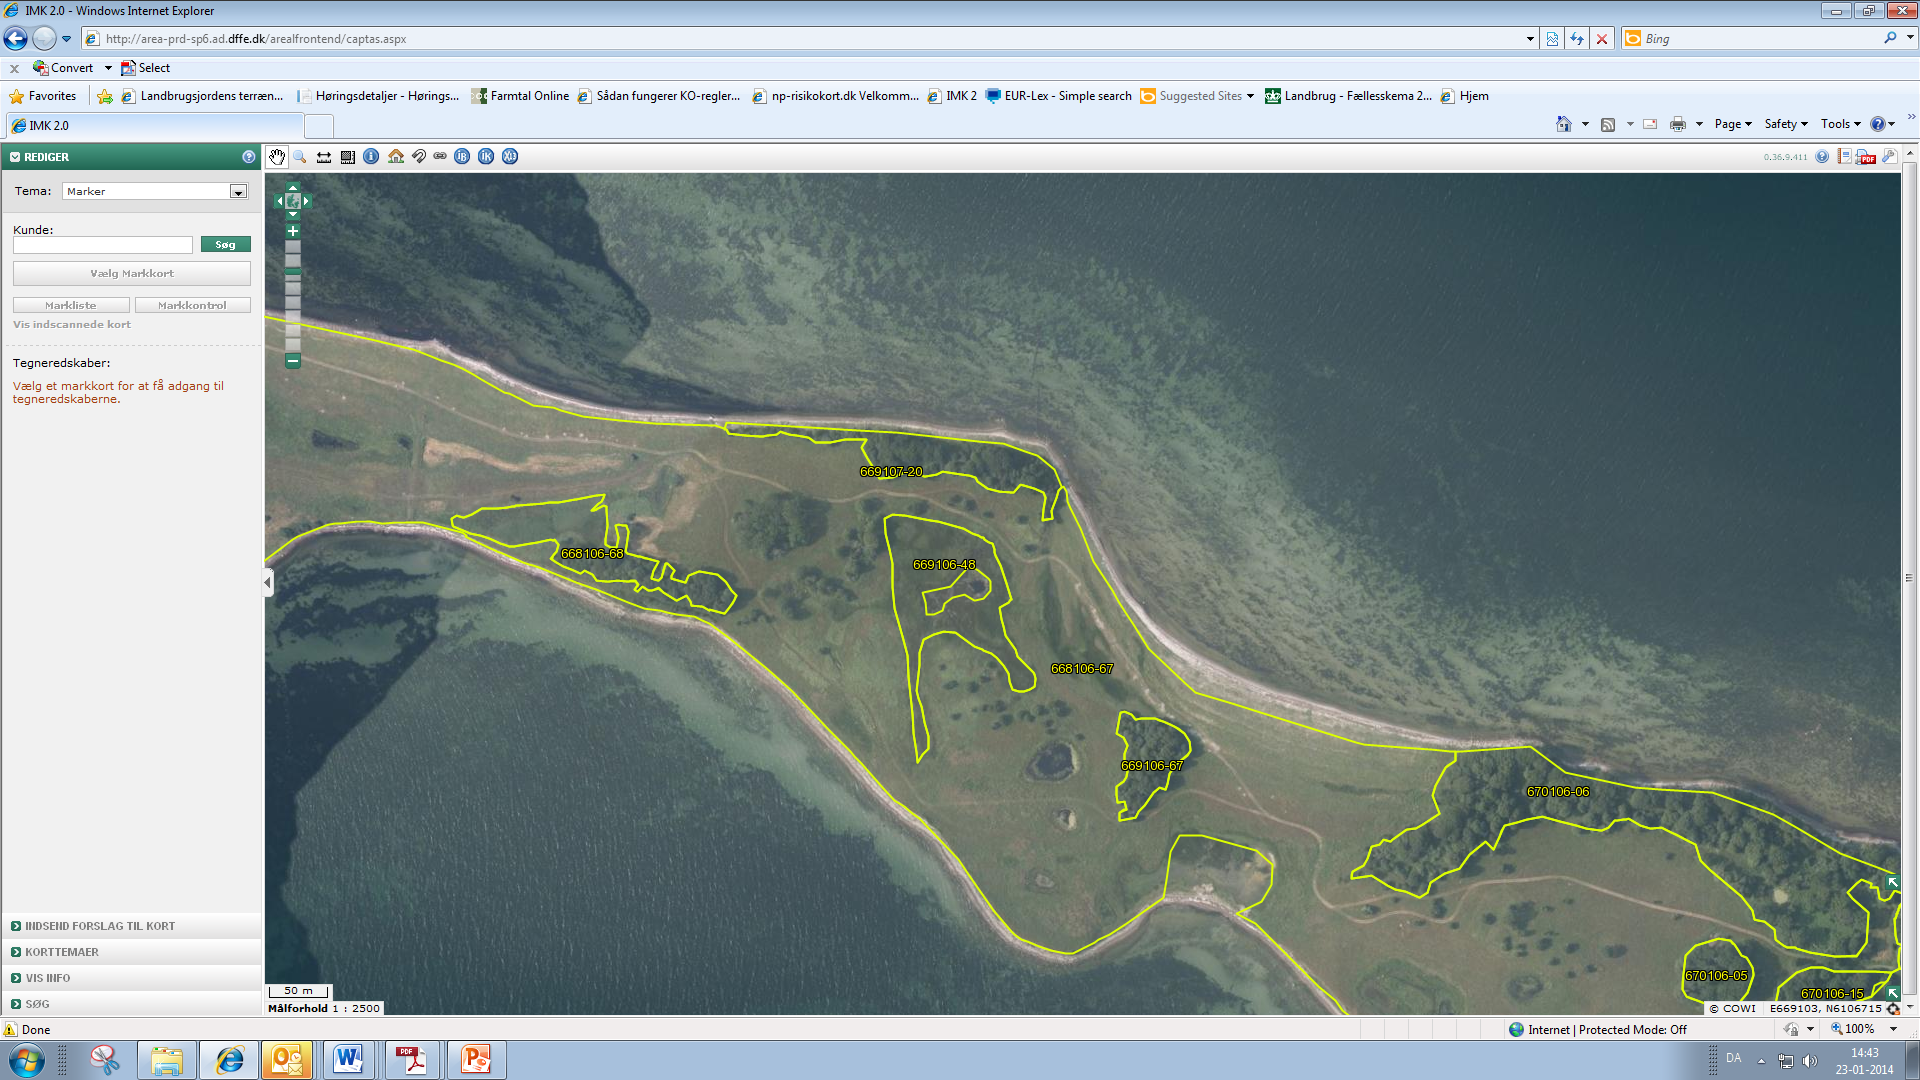 IMK 2.0 - Windows Internet Explorer
http://area-prd-sp6.ad.dffe.dk/arealfrontend/captas.aspx
Bing
x Convert Select
Favorites Landbrugsjordens terræn... Høringsdetaljer - Hørings... Farmtal Online Sådan fungerer KO-regler... np-risikokort.dk Velkomm... IMK 2 EUR-Lex - Simple search Suggested Sites Landbrug - Fællesskema 2... Hjem
IMK 2.0
Page Safety Tools
REDIGER
0.36.9.411
PDF
Tema: Marker
Kunde:
Søg
Vælg Markkort
Markliste Markkontrol
Vis indscannede kort
Tegneredskaber:
Vælg et markkort for at få adgang til
tegneredskaberne.
669107-20
668106-68
669106-48
668106-67
669106-67
670106-06
670106-05
670106-15
INDSEND FORSLAG TIL KORT
KORTTEMAER
VIS INFO
SØG
50 m
Målforhold 1 : 2500
© COWI E669103, N6106715
Done
Internet | Protected Mode: Off
100%
DA
14:43
23-01-2014